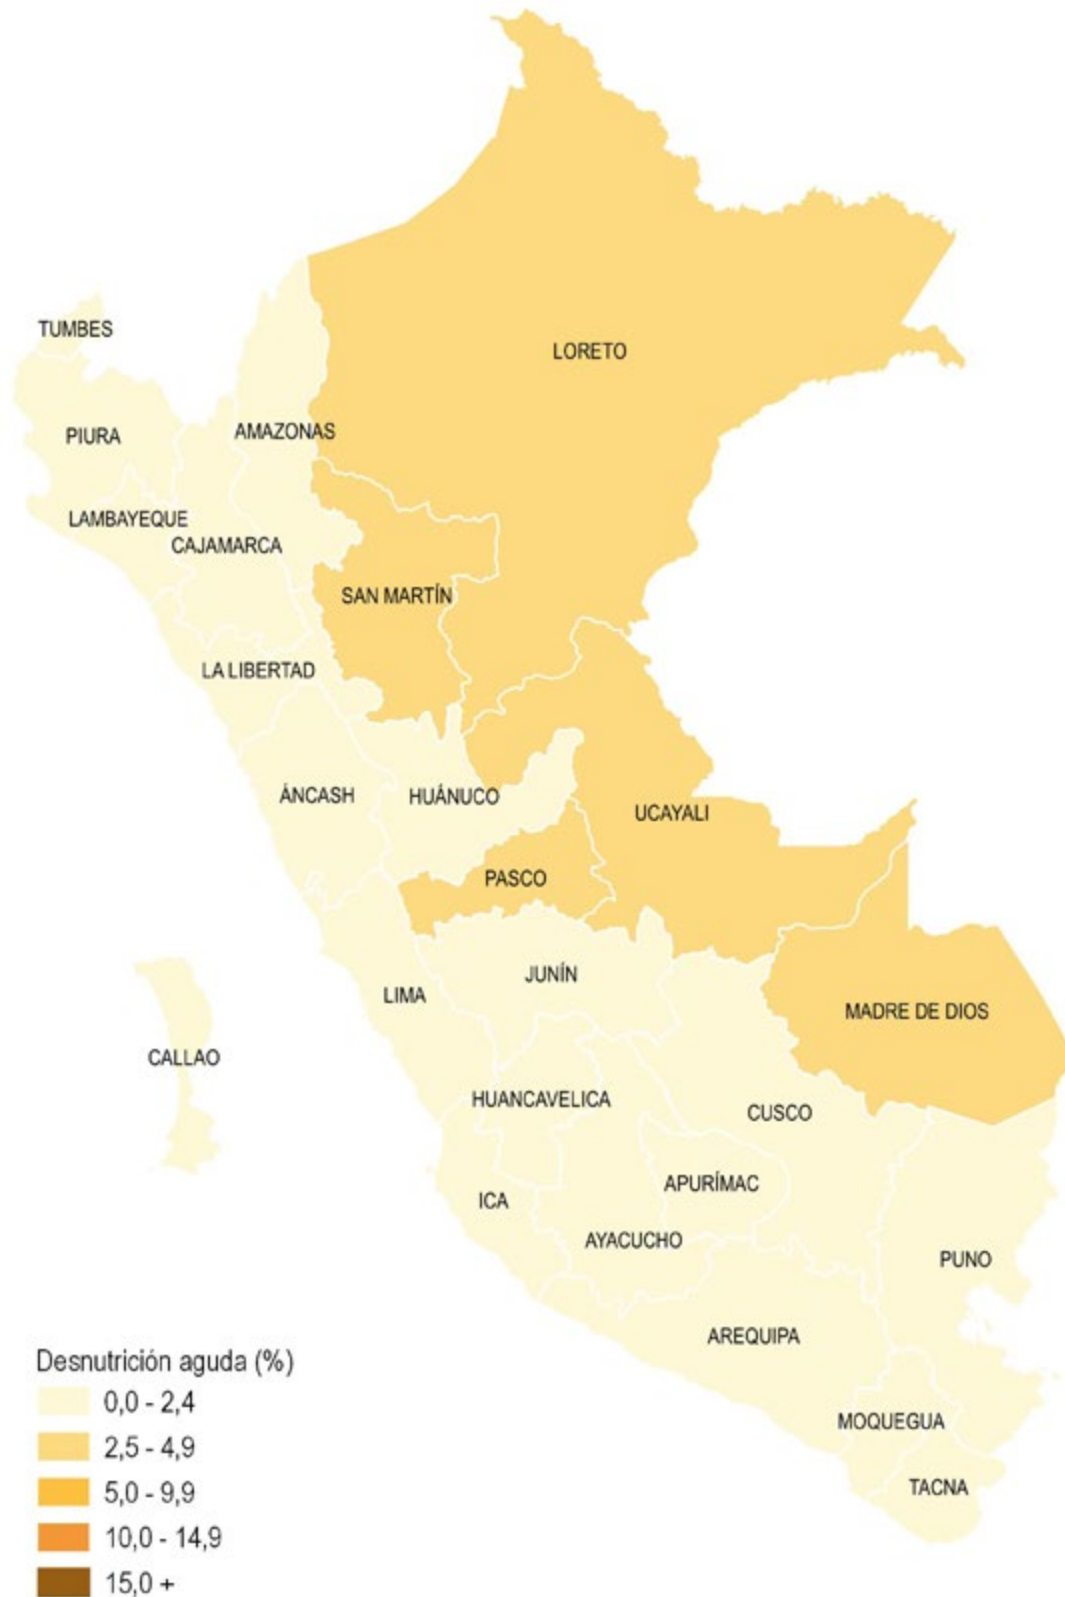 TUMBES
LORETO
AMAZONAS
PIURA
LAMBAYEQUE
CAJAMARCA
SAN MARTÍN
LA LIBERTAD
ÁNCASH
HUÁNUCO
UCAYALI
PASCO
JUNÍN
LIMA
MADRE DE DIOS
CALLAO
HUANCAVELICA
CUSCO
APURÍMAC
ICA
AYACUCHO
PUNO
AREQUIPA
MOQUEGUA
TACNA
Desnutrición aguda (%)
0,0 - 2,4
2,5 - 4,9
5,0 - 9,9
10,0 - 14,9
15,0 +